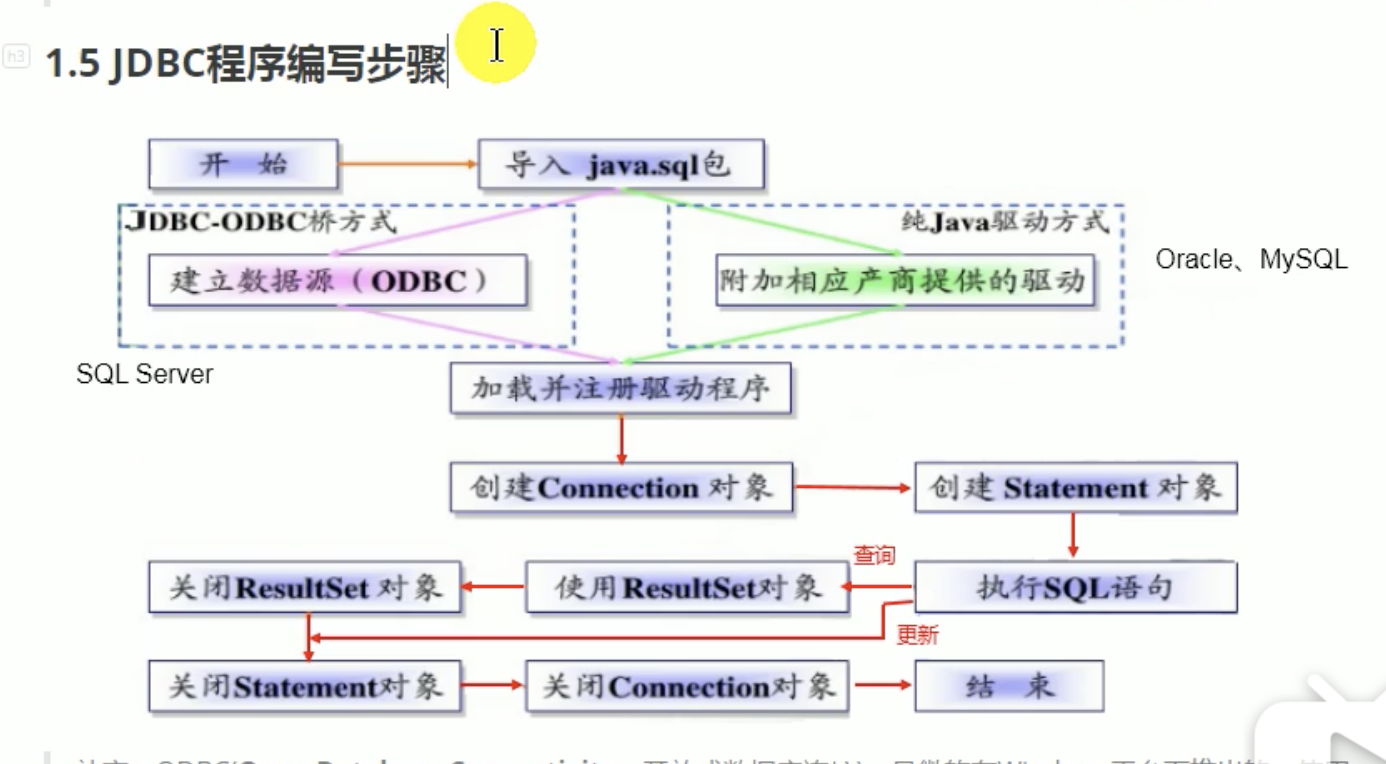 h3
1.5 JDBC程序编写步骤
开 始
导入 java.sql包
JDBC-ODBC桥方式
纯Java驱动方式
建立数据源（ODBC）
附加相应产商提供的驱动
Oracle、MySQL
SQL Server
加载并注册驱动程序
创建Connection 对象
创建 Statement 对象
查询
关闭ResultSet 对象
使用ResultSet对象
执行SQL语句
更新
关闭Statement对象
关闭Connection对象
结 束